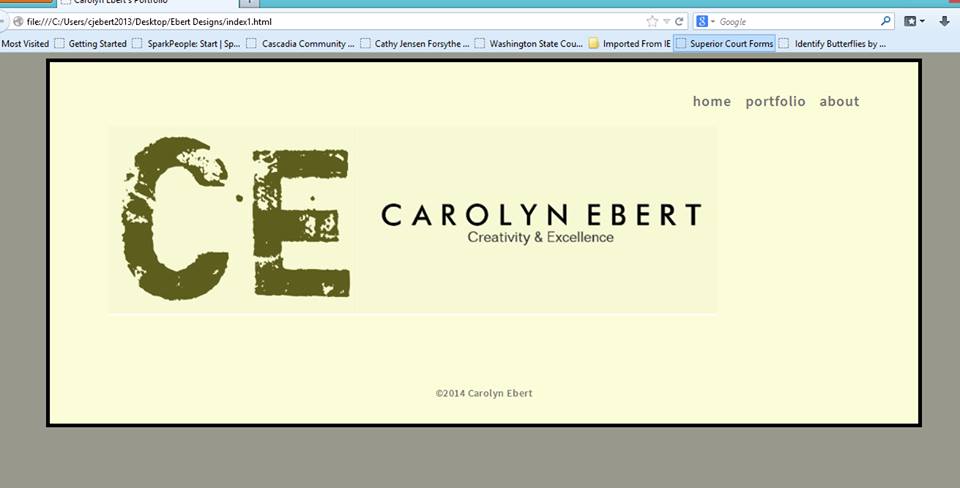 Carolyn Ebert's Portfolio
file:///C:/Users/cjebert2013/Desktop/Ebert Designs/index1.html
Google
Most Visited Getting Started SparkPeople: Start | Sp... Cascadia Community ... Cathy Jensen Forsythe ... Washington State Cou... Imported From IE Superior Court Forms Identify Butterflies by ...
home portfolio about
CE
CAROLYN EBERT
Creativity & Excellence
©2014 Carolyn Ebert